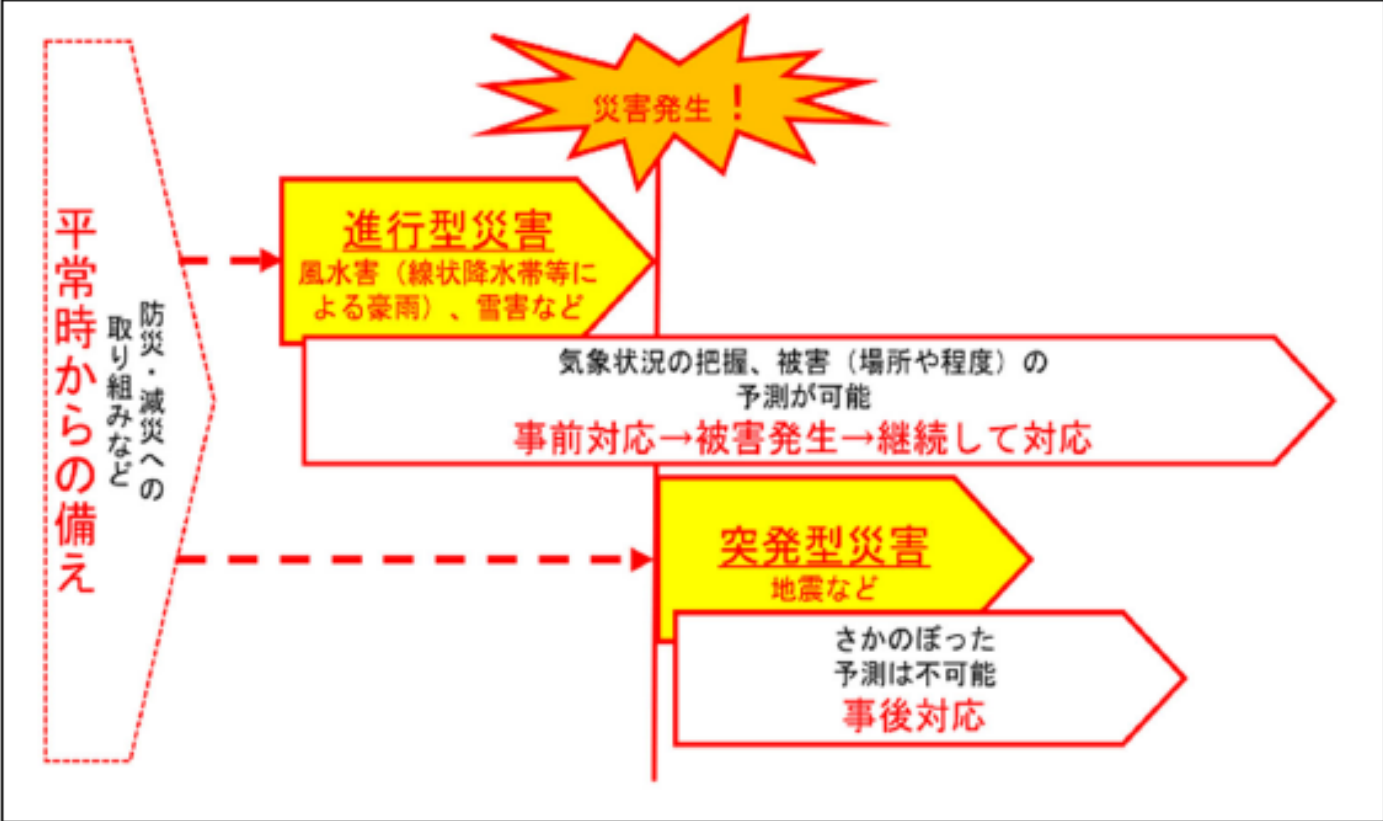 災害発生！
平常時からの備え
防災・減災への
取り組みなど
進行型災害
風水害（線状降水帯等に
よる豪雨）、雪害など
気象状況の把握、被害（場所や程度）の
予測が可能
事前対応→被害発生→継続して対応
突発型災害
地震など
さかのぼった
予測は不可能
事後対応